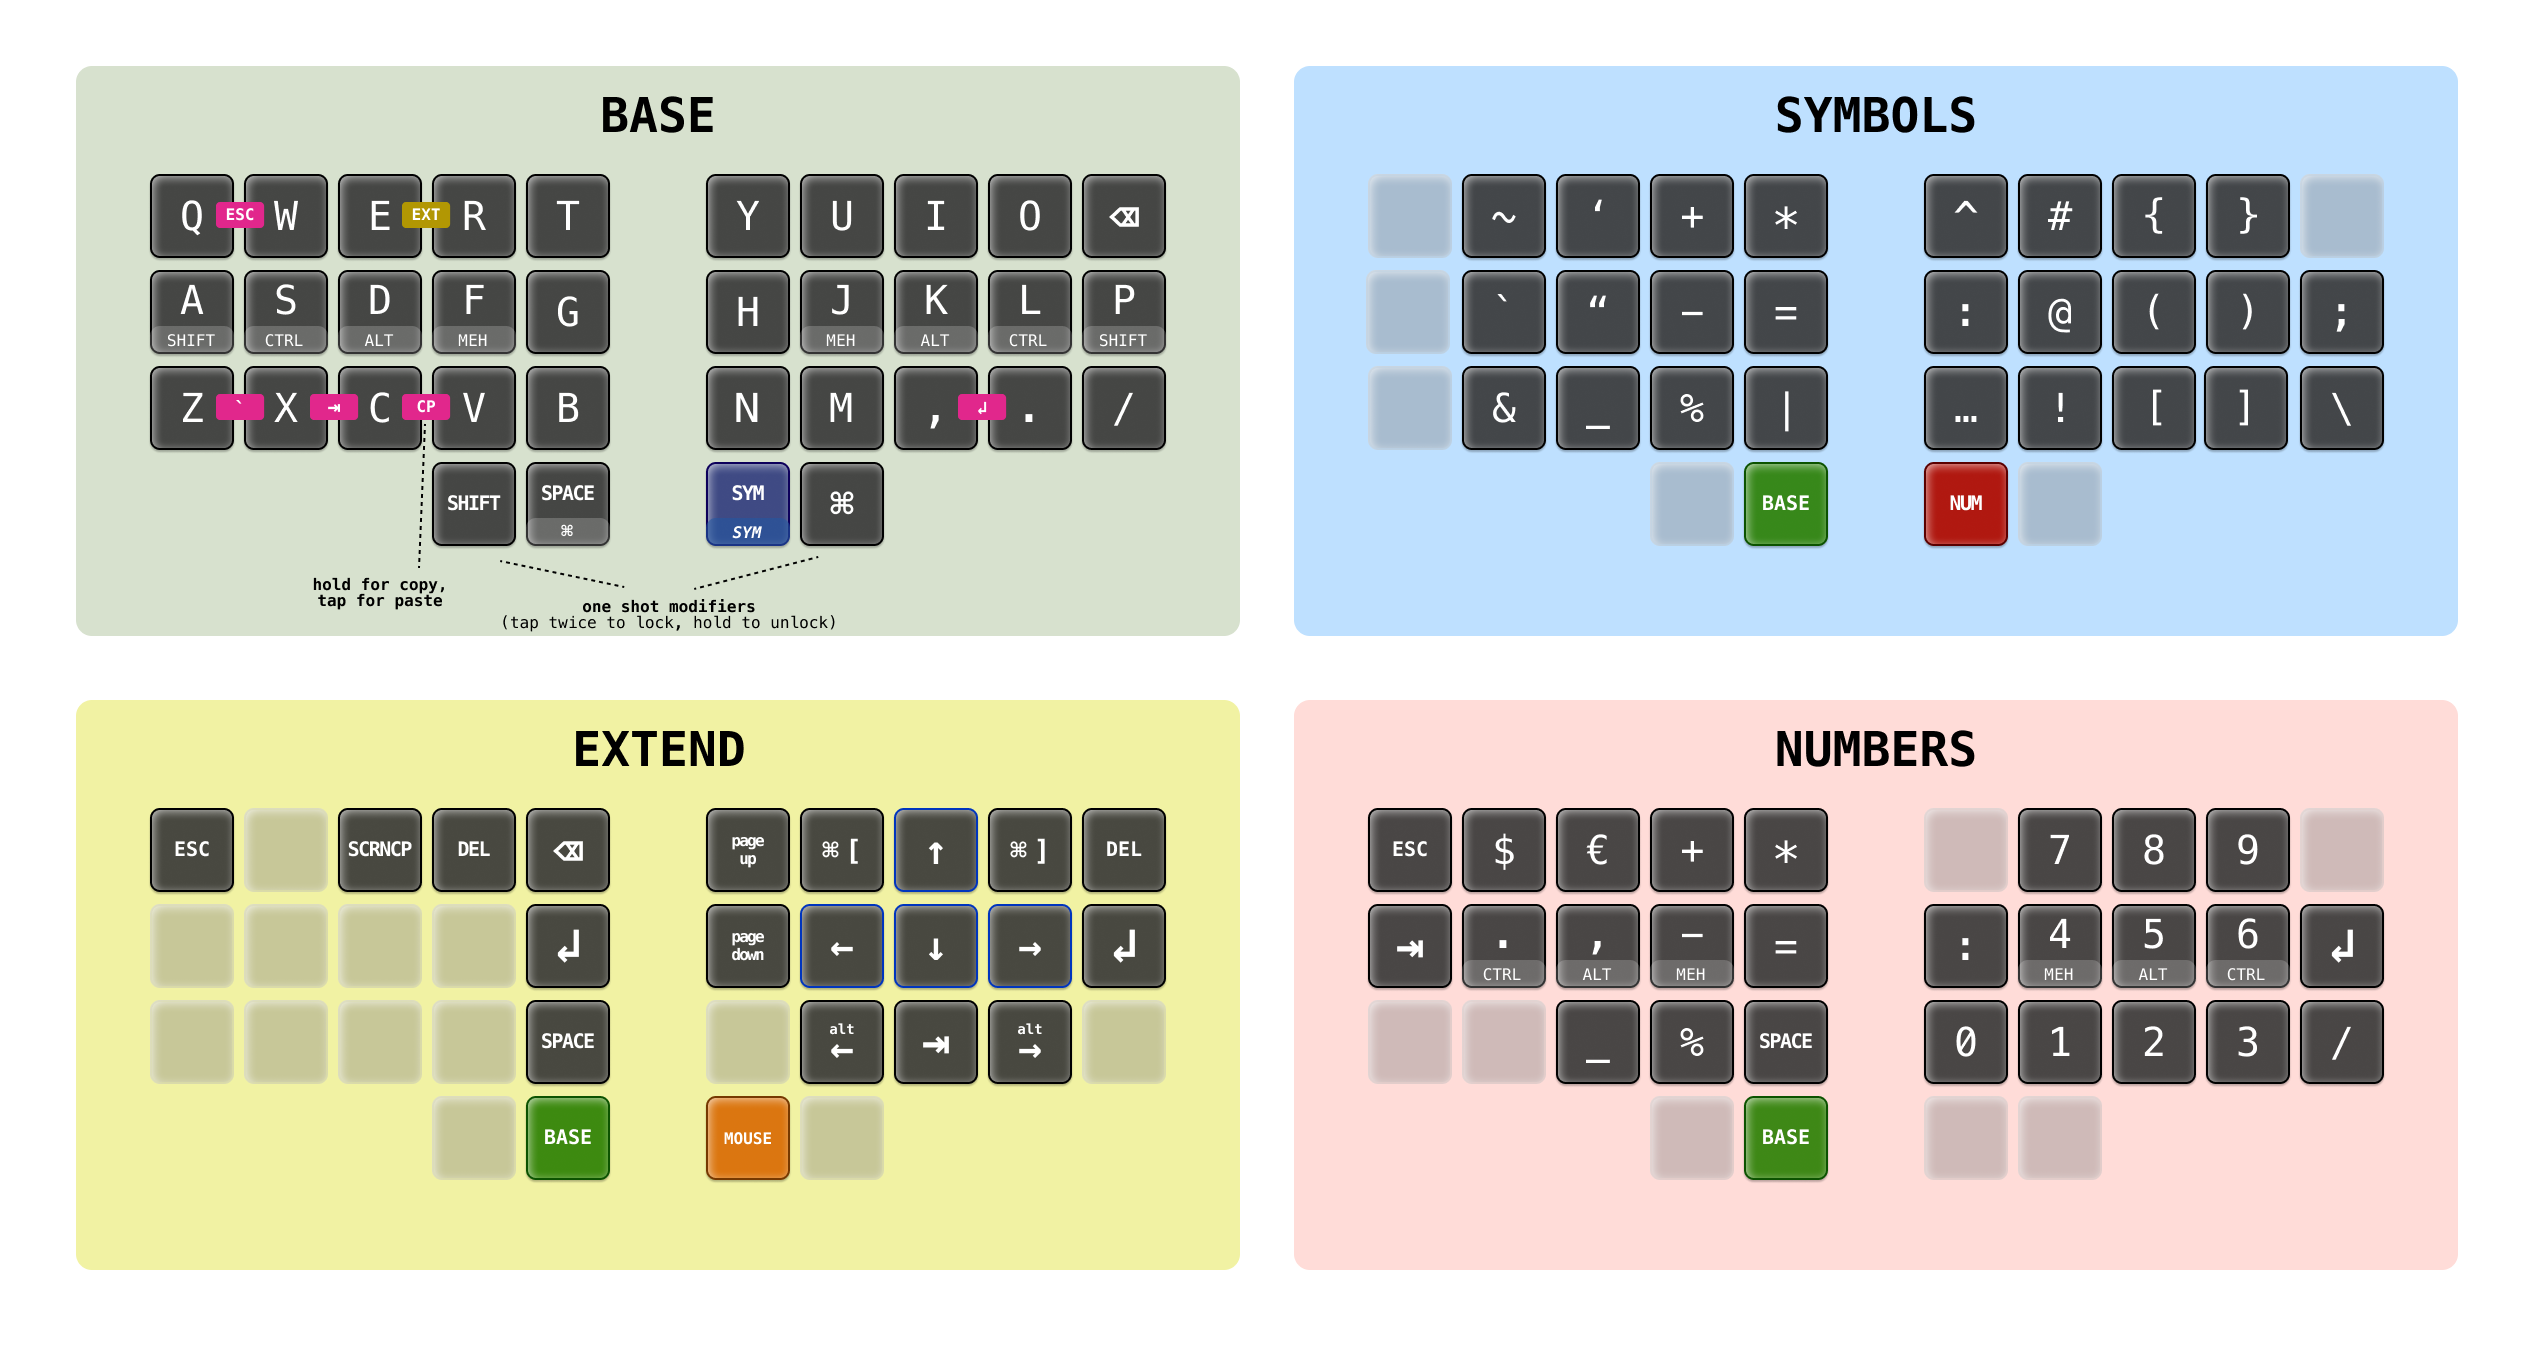 BASE
Q ESC W E EXT R T Y U I O ⌫
A S D F G H J K L P
SHIFT CTRL ALT MEH MEH ALT CTRL SHIFT
Z ` X ⇥ C CP V B N M , ↲ . /
SHIFT SPACE SYM ⌘
⌘ SYM
hold for copy,
tap for paste
one shot modifiers
(tap twice to lock, hold to unlock)
SYMBOLS
~ ‘ + * ^ # { }
` “ − = : @ ( ) ;
& _ % | … ! [ ] \
BASE NUM
EXTEND
ESC SCRNCP DEL ⌫ page ⌘ [ ↑ ⌘ ] DEL
up
↲ page ← ↓ → ↲
down
SPACE alt ⇥ alt
← →
BASE MOUSE
NUMBERS
ESC $ € + * 7 8 9
⇥ . , − = : 4 5 6 ↲
CTRL ALT MEH MEH ALT CTRL
_ % SPACE 0 1 2 3 /
BASE